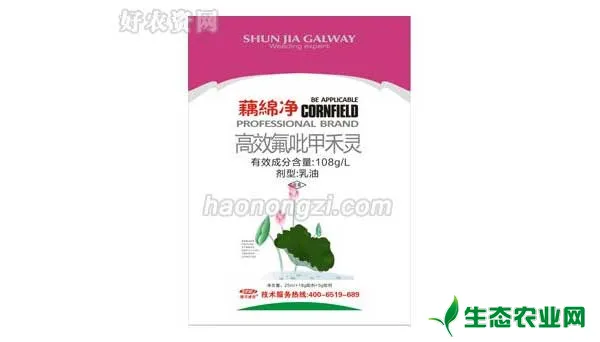 好农资网
SHUN JIA GALWAY
Weeding expert
藕綿净
BE APPLICABLE
CORNFIELD
PROFESSIONAL BRAND
高效氟吡甲禾灵
有效成分含量:108g/L
剂型:乳油
haonongzi.com
技术服务热线:400-6519-689
生态农业网